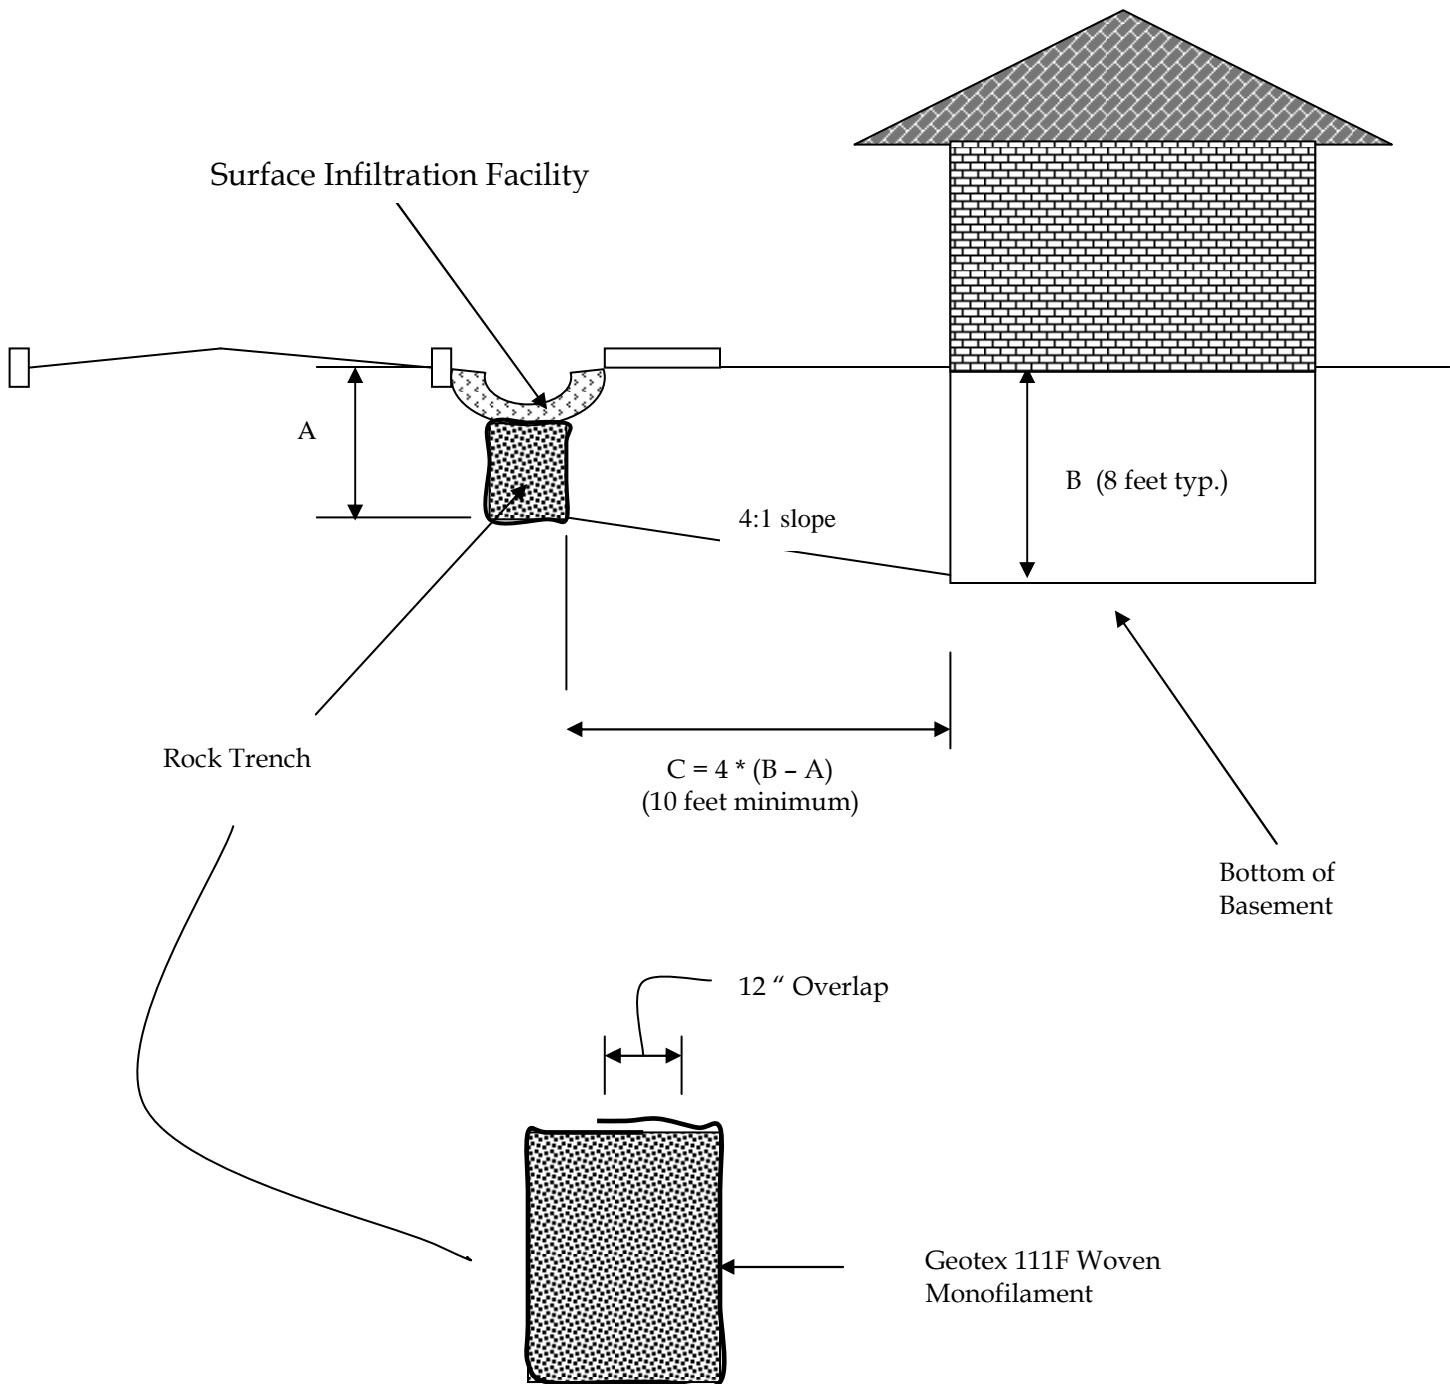 Surface Infiltration Facility
A
B (8 feet typ.)
4:1 slope
Rock Trench
C = 4 * (B – A)
(10 feet minimum)
Bottom of
Basement
12 “ Overlap
Geotex 111F Woven
Monofilament